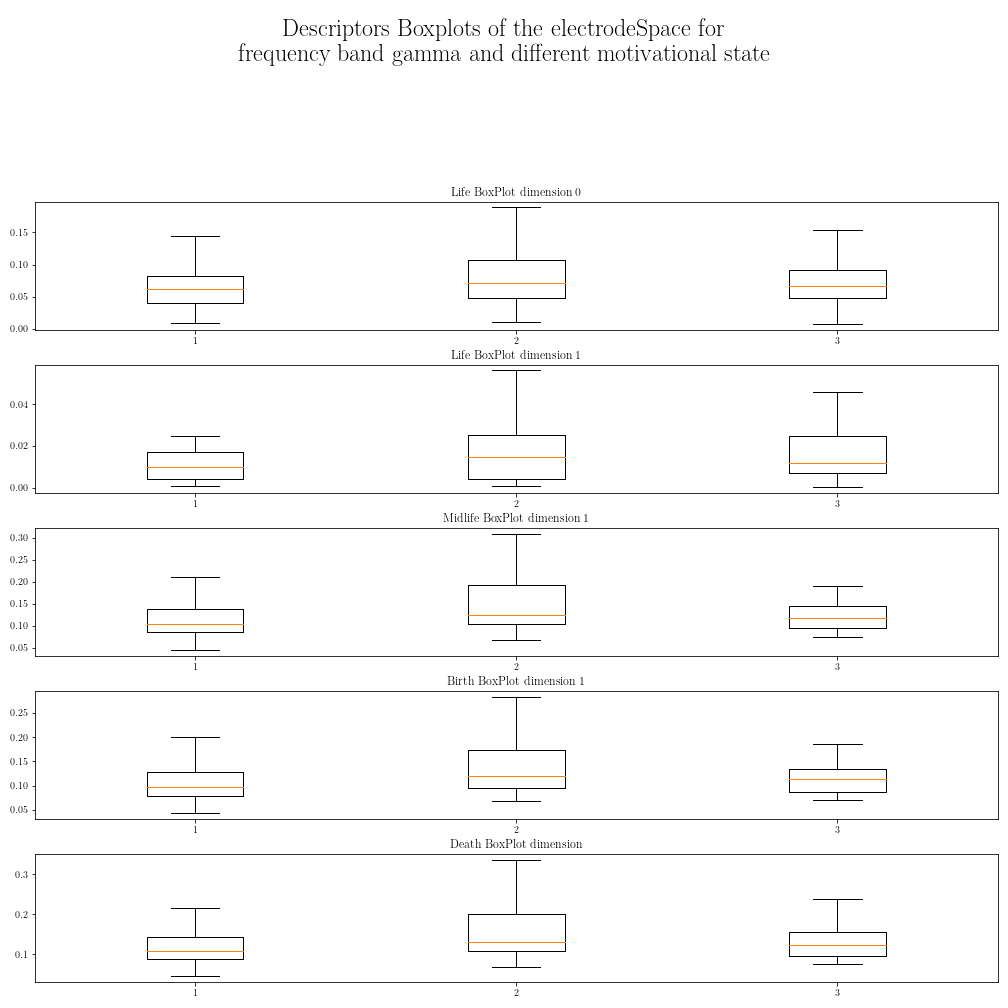 Descriptors Boxplots of the electrodeSpace for
frequency band gamma and different motivational state
Life BoxPlot dimension 0
0.15
0.10
0.05
0.00
1 2 3
Life BoxPlot dimension 1
0.04
0.02
0.00
1 2 3
Midlife BoxPlot dimension 1
0.30
0.25
0.20
0.15
0.10
0.05
1 2 3
Birth BoxPlot dimension 1
0.25
0.20
0.15
0.10
0.05
1 2 3
Death BoxPlot dimension
0.3
0.2
0.1
1 2 3